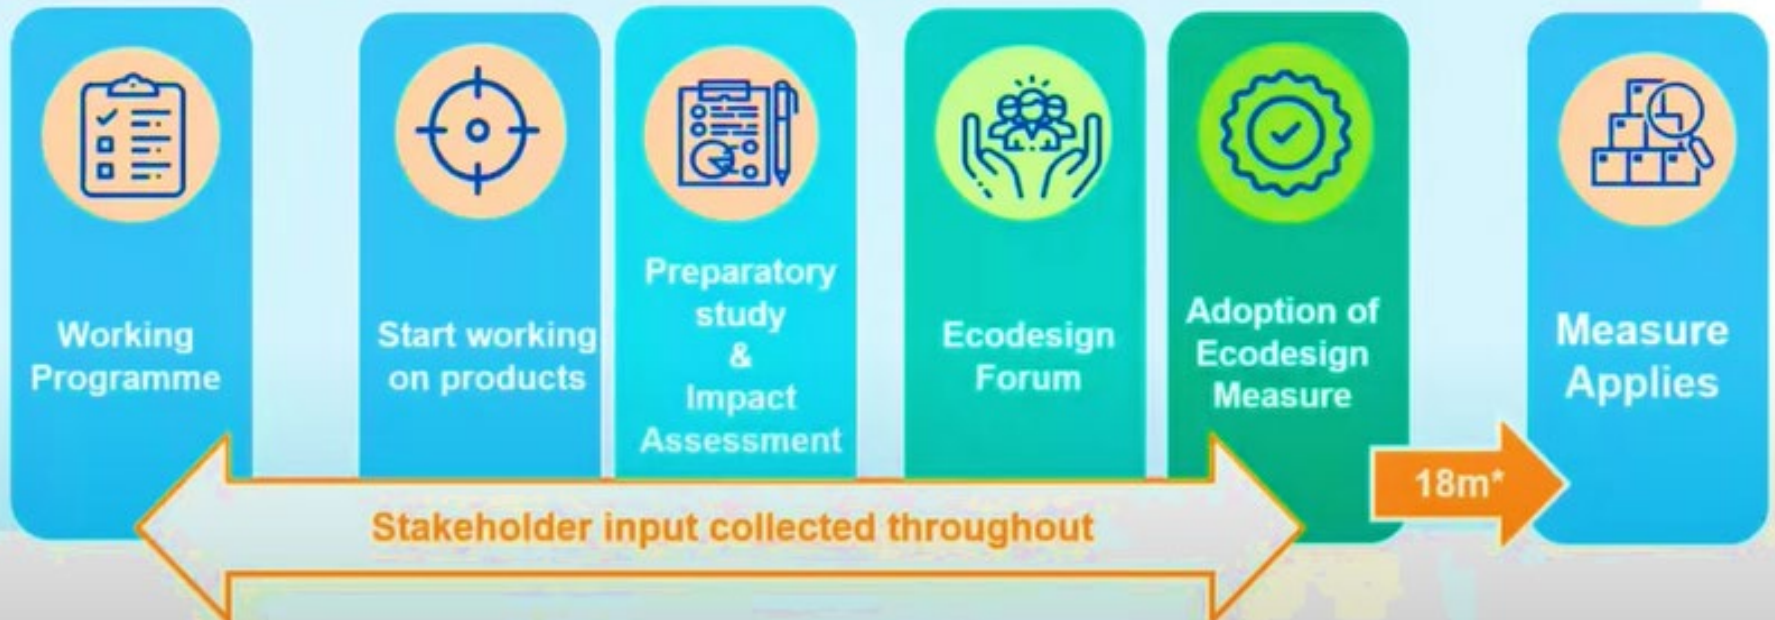 Working
Programme
Start working
on products
Preparatory
study
&
Impact
Assessment
Ecodesign
Forum
Adoption of
Ecodesign
Measure
Measure
Applies
18m*
Stakeholder input collected throughout